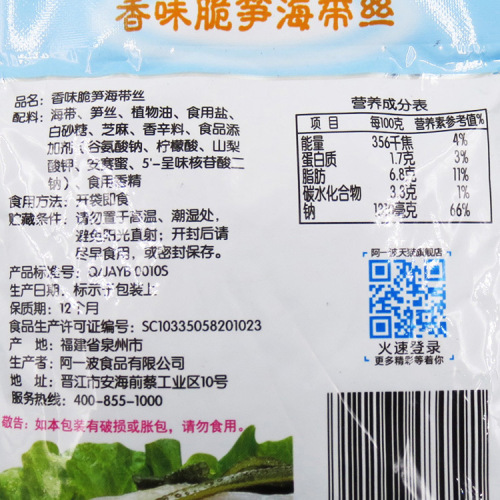 香味脆笋海带丝
品名：香味脆笋海带丝
配料：海带、笋丝、植物油、食用盐、
白砂糖、芝麻、香辛料、食品添
加剂（谷氨酸钠、柠檬酸、山梨
酸钾、安赛蜜、5'-呈味核苷酸二
钠）、食用香精
食用方法：开袋即食
贮藏条件：请勿置于高温、潮湿处，
避免阳光直射；开封后请
尽早食用，或密封保存。
产品标准号：Q/JAYB 0010S
生产日期：标示于包装上
保质期：12个月
食品生产许可证编号：SC10335058201023
产 地：福建省泉州市
生产者：阿一波食品有限公司
地 址：晋江市安海前蔡工业区10号
服务热线：400-855-1000
敬告：如本包装有破损或胀包，请勿食用。
营养成分表
项 目 每100克 营养素参考值%
能量 356千焦 4%
蛋白质 1.7克 3%
脂肪 6.8克 11%
碳水化合物 3.3克 1%
钠 毫克 66%
阿一波天猫旗舰店
火速登录
更多精彩等着你